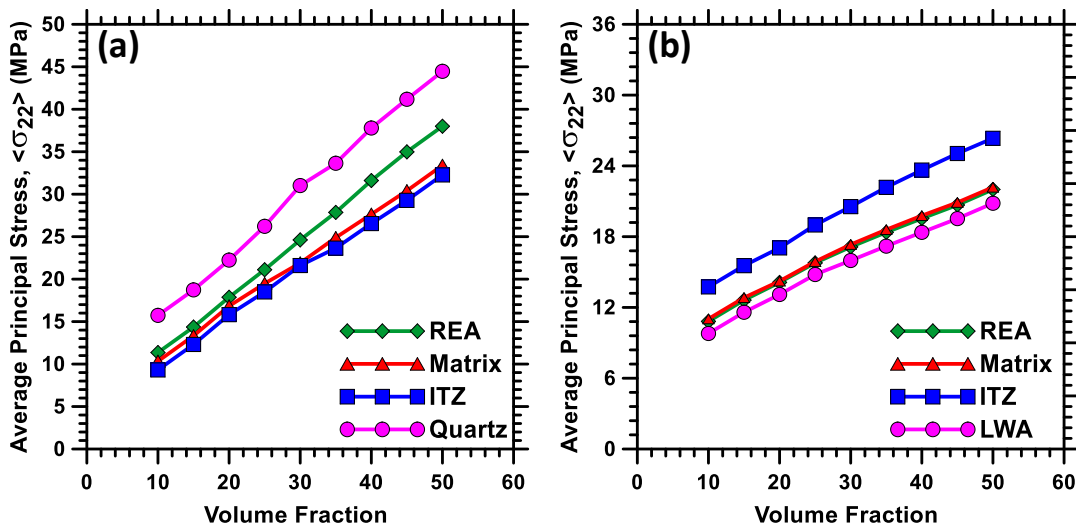 (a)
Average Principal Stress, <σ22> (MPa)
50
45
40
35
30
25
20
15
10
5
0
REA
Matrix
ITZ
Quartz
0 10 20 30 40 50 60
Volume Fraction
(b)
Average Principal Stress, <σ22> (MPa)
36
30
24
18
12
6
0
REA
Matrix
ITZ
LWA
0 10 20 30 40 50 60
Volume Fraction